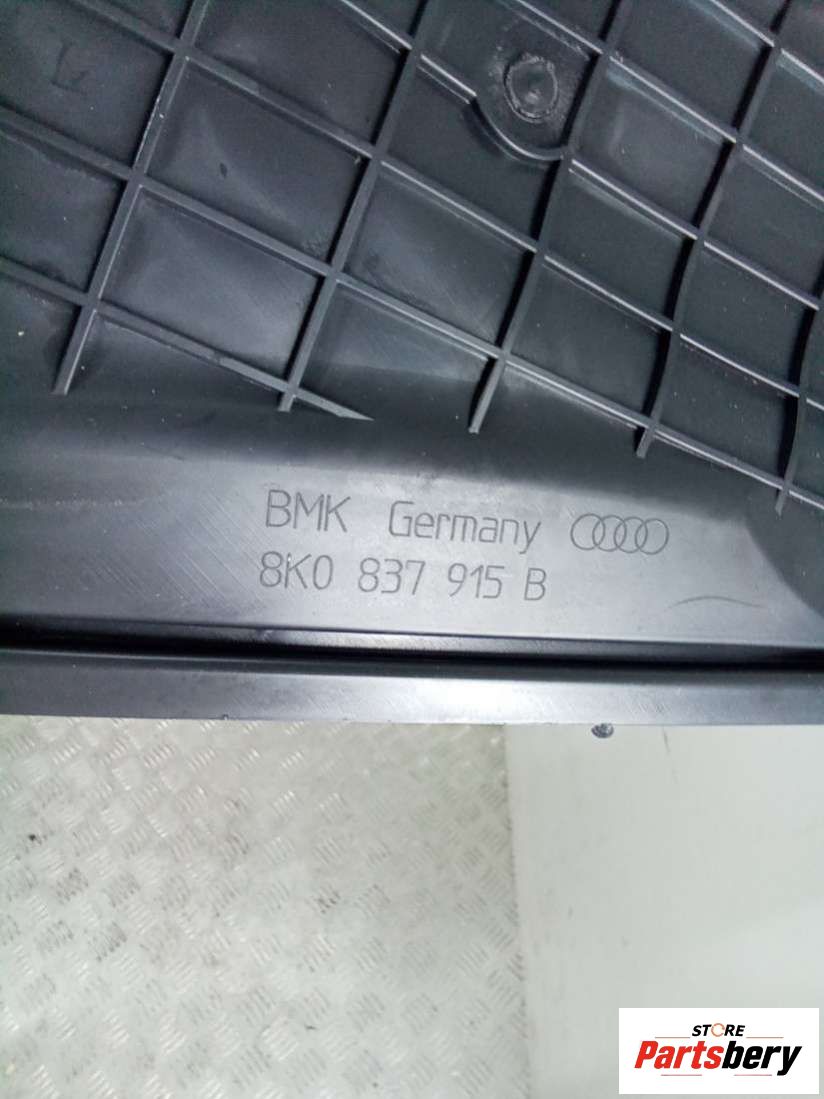 BMK Germany
8K0 837 915 B
STORE
Partsbery